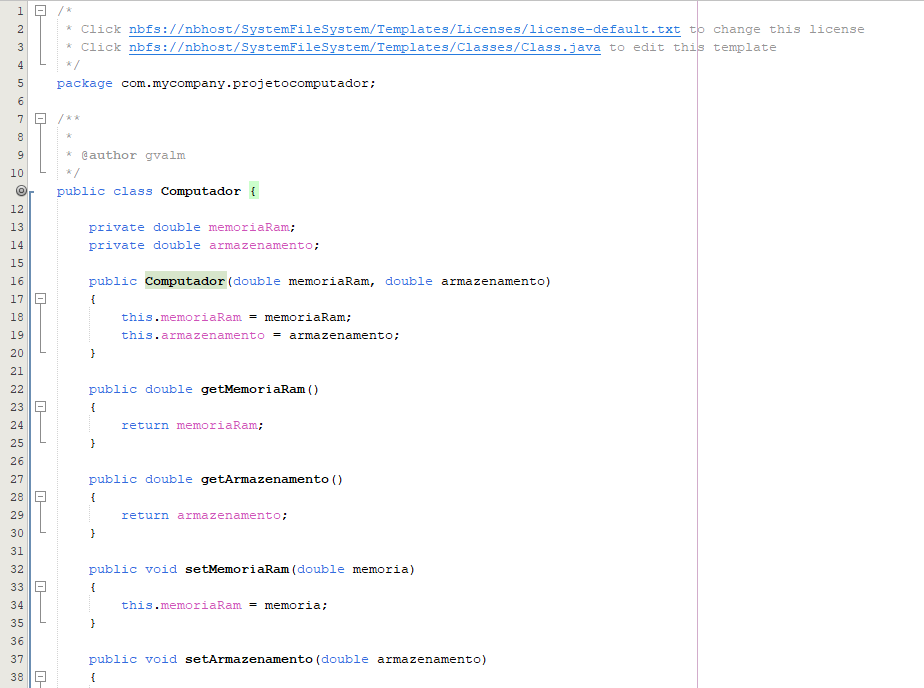 1 /*
2 * Click nbfs://nbhost/SystemFileSystem/Templates/Licenses/license-default.txt to change this license
3 * Click nbfs://nbhost/SystemFileSystem/Templates/Classes/Class.java to edit this template
4 */
5 package com.mycompany.projetocomputador;
6
7 /**
8 *
9 * @author gvalm
10 */
public class Computador {
12
13 private double memoriaRam;
14 private double armazenamento;
15
16 public Computador(double memoriaRam, double armazenamento)
17 {
18 this.memoriaRam = memoriaRam;
19 this.armazenamento = armazenamento;
20 }
21
22 public double getMemoriaRam()
23 {
24 return memoriaRam;
25 }
26
27 public double getArmazenamento()
28 {
29 return armazenamento;
30 }
31
32 public void setMemoriaRam(double memoria)
33 {
34 this.memoriaRam = memoria;
35 }
36
37 public void setArmazenamento(double armazenamento)
38 {